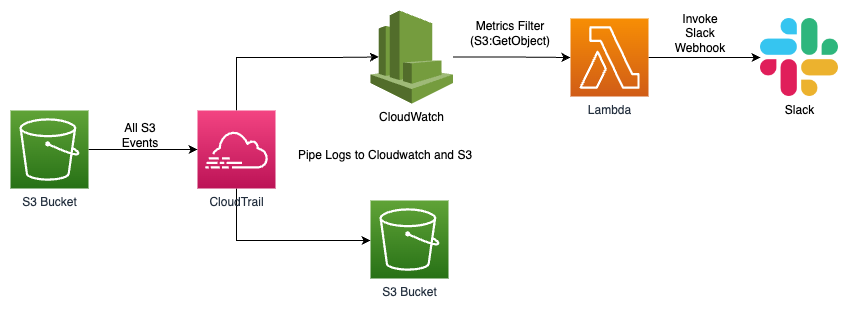 All S3
Events
S3 Bucket
CloudTrail
Pipe Logs to Cloudwatch and S3
CloudWatch
Metrics Filter
(S3:GetObject)
Lambda
Invoke
Slack
Webhook
Slack
S3 Bucket